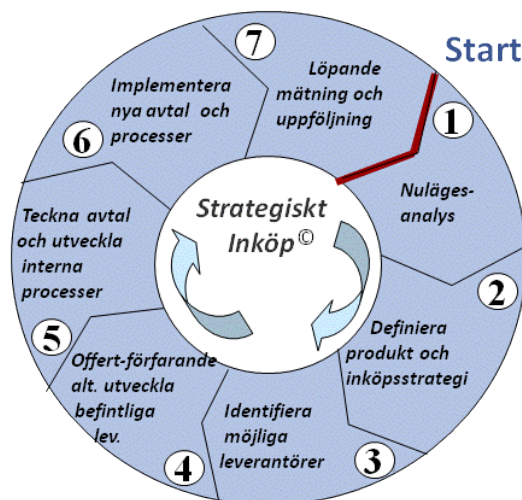 Start
1
Nuläges-
analys
2
Definiera
produkt och
inköpsstrategi
3
Identifiera
möjliga
leverantörer
4
Offert-förfarande
alt. utveckla
befintliga
lev.
5
Teckna avtal
och utveckla
interna
processer
6
Implementera
nya avtal och
processer
7
Löpande
mätning och
uppföljning
Strategiskt
Inköp©